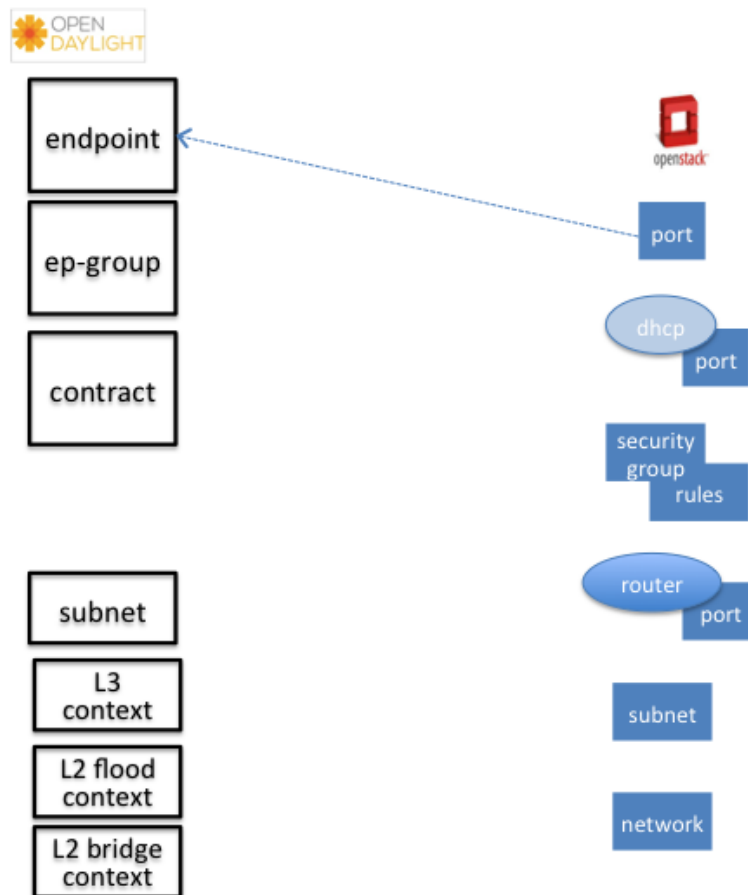 OPEN
DAYLIGHT
endpoint
openstack
ep-group
port
dhcp
port
contract
security
group
rules
router
port
subnet
L3
context
subnet
L2 flood
context
network
L2 bridge
context